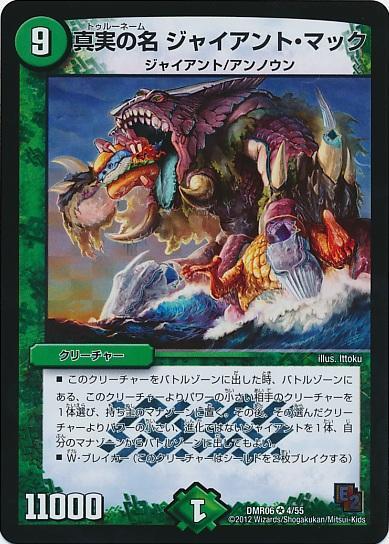 9
トゥルーネーム
真実の名 ジャイアント・マック
ジャイアント/アンノウン
クリーチャー
illus. Ittoku
■ このクリーチャーをバトルゾーンに出した時、バトルゾーンに
ある、このクリーチャーよりパワーの小さい相手のクリーチャーを
1体選び、持ち主のマナゾーンに置く。その後、その選んだクリ
ーチャーよりパワーの小さい、進化ではないジャイアントを1体、自
分のマナゾーンからバトルゾーンに出してもよい。
■ W・ブレイカー (このクリーチャーはシールドを2枚ブレイクする)
11000
1
E2
DMR06 4/55
©2012 Wizards/Shogakukan/Mitsui-Kids